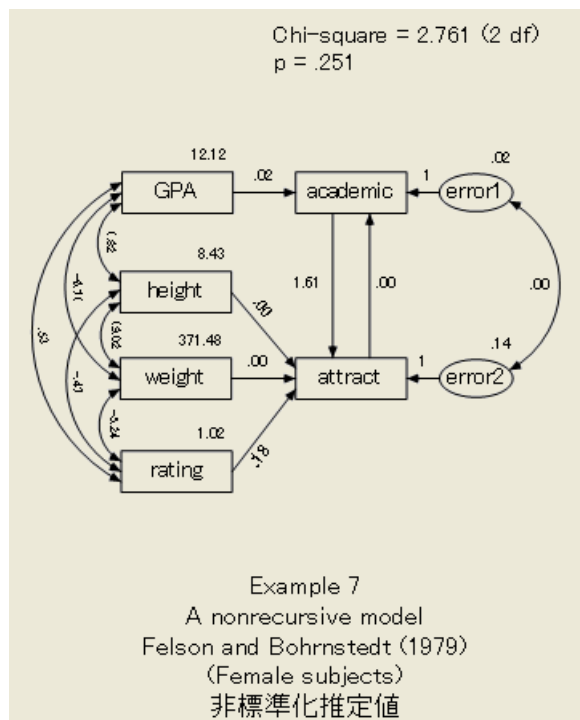 Chi-square = 2.761 (2 df)
p = .251
12.12
GPA
.02
academic
1
.02
error1
8.43
height
1.61
.00
.00
371.48
weight
.00
attract
1
.14
error2
1.02
rating
.53
-.43
Example 7
A nonrecursive model
Felson and Bohrnstedt (1979)
(Female subjects)
非標準化推定値